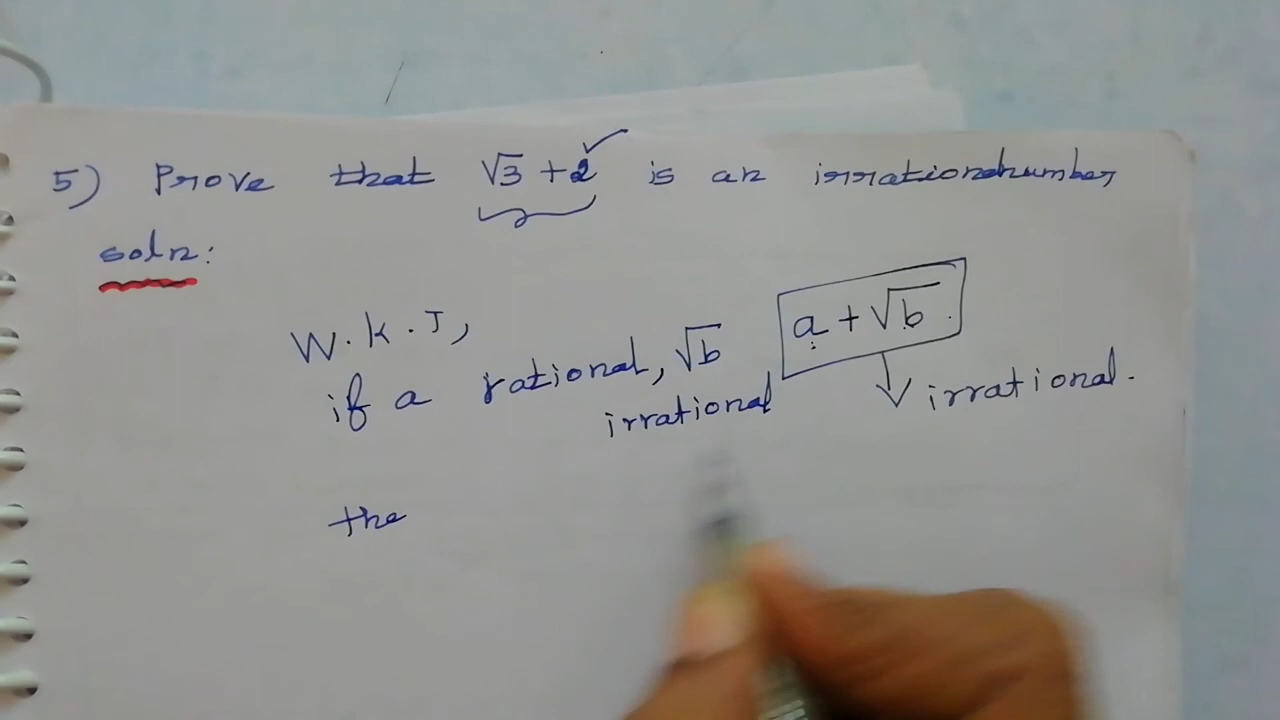 5) Prove that √3 + 2 is an irrational number
soln:
W.K.T,
if a rational, √b irrational
a + √b
irrational.
the